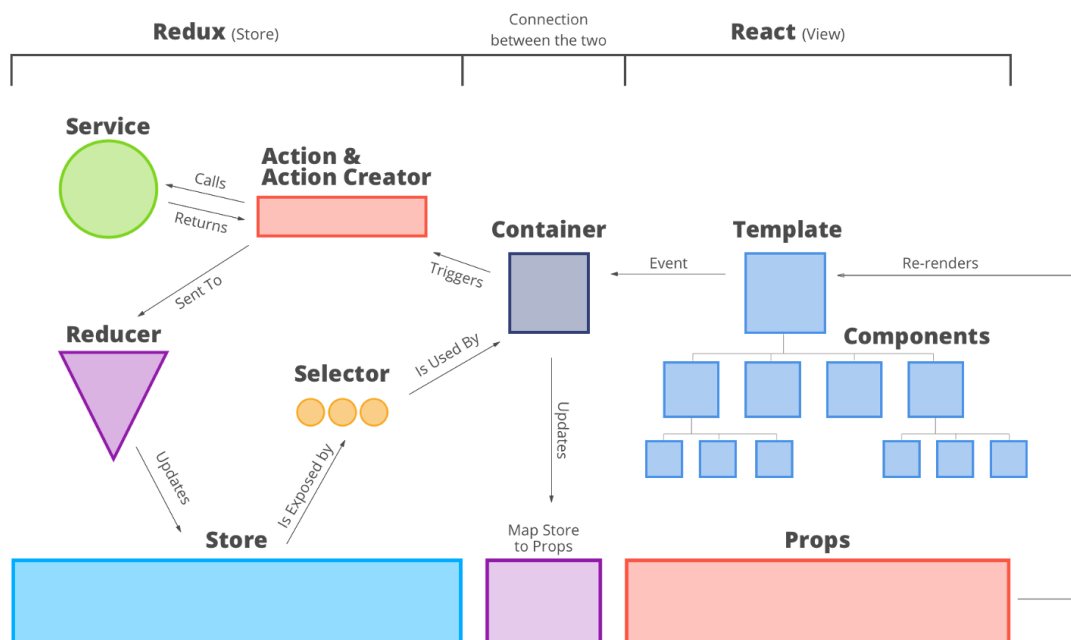 Redux (Store)
Connection
between the two
React (View)
Service
Action &
Action Creator
Calls
Returns
Container
Template
Triggers
Event
Re-renders
Sent To
Reducer
Components
Selector
Is Used By
Updates
Updates
Is Exposed by
Store
Map Store
to Props
Props